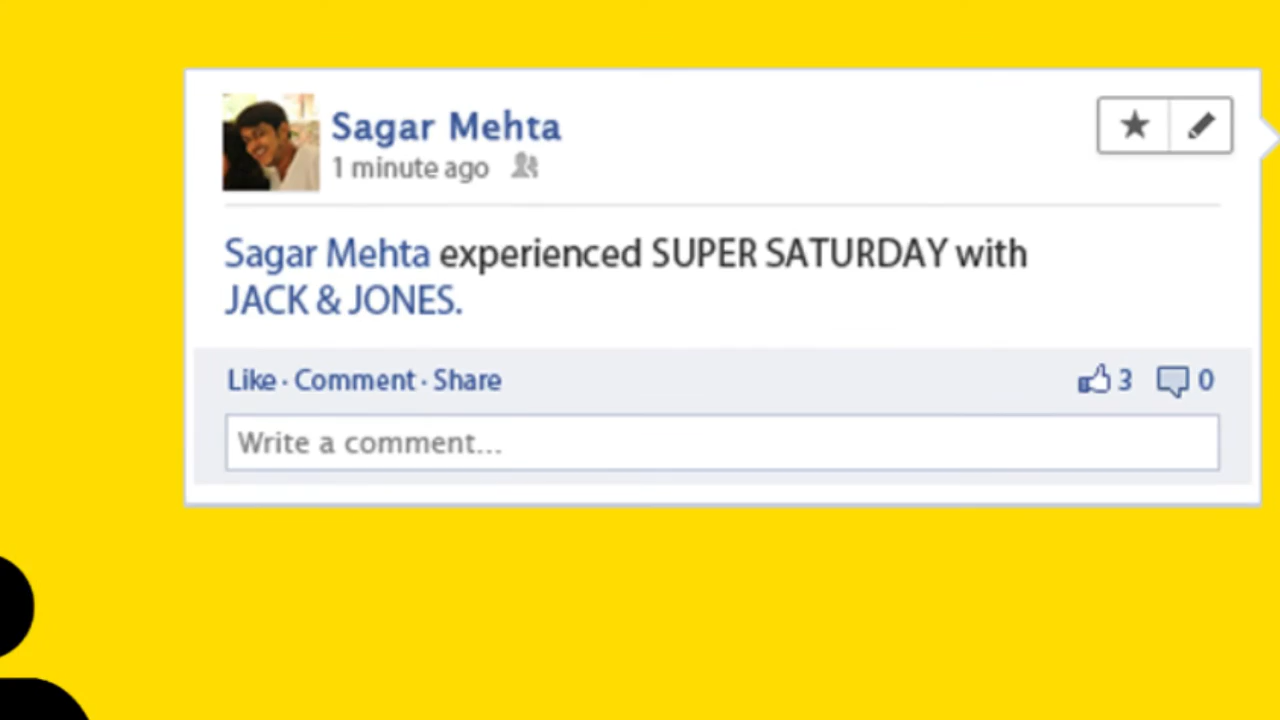 Sagar Mehta
1 minute ago
Sagar Mehta experienced SUPER SATURDAY with
JACK & JONES.
Like · Comment · Share
3
0
Write a comment...